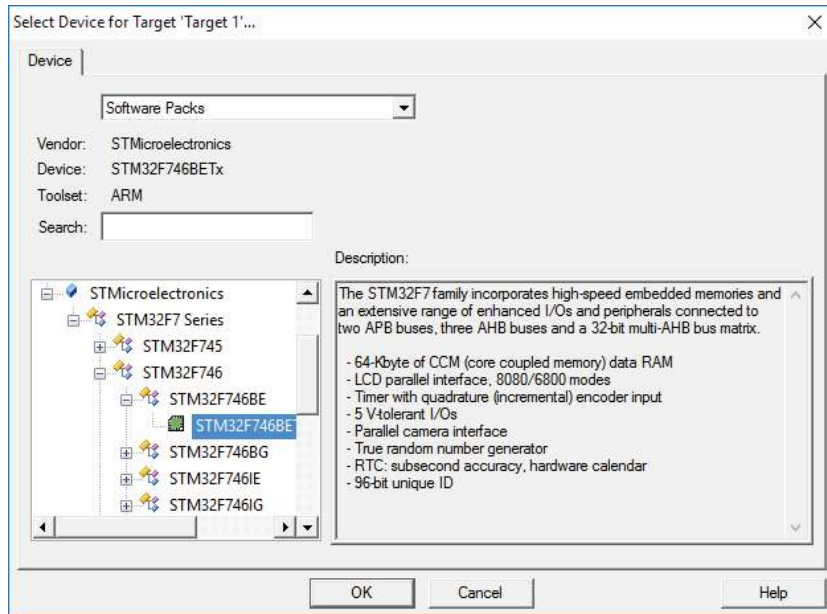 Select Device for Target 'Target 1'...
Device
Software Packs
Vendor: STMicroelectronics
Device: STM32F746BETx
Toolset: ARM
Search:
Description:
STMicroelectronics
STM32F7 Series
STM32F745
STM32F746
STM32F746BE
STM32F746BE
STM32F746BG
STM32F746IE
STM32F746IG
The STM32F7 family incorporates high-speed embedded memories and
an extensive range of enhanced I/Os and peripherals connected to
two APB buses, three AHB buses and a 32-bit multi-AHB bus matrix.
- 64-Kbyte of CCM (core coupled memory) data RAM
- LCD parallel interface, 8080/6800 modes
- Timer with quadrature (incremental) encoder input
- 5 V-tolerant I/Os
- Parallel camera interface
- True random number generator
- RTC: subsecond accuracy, hardware calendar
- 96-bit unique ID
OK
Cancel
Help